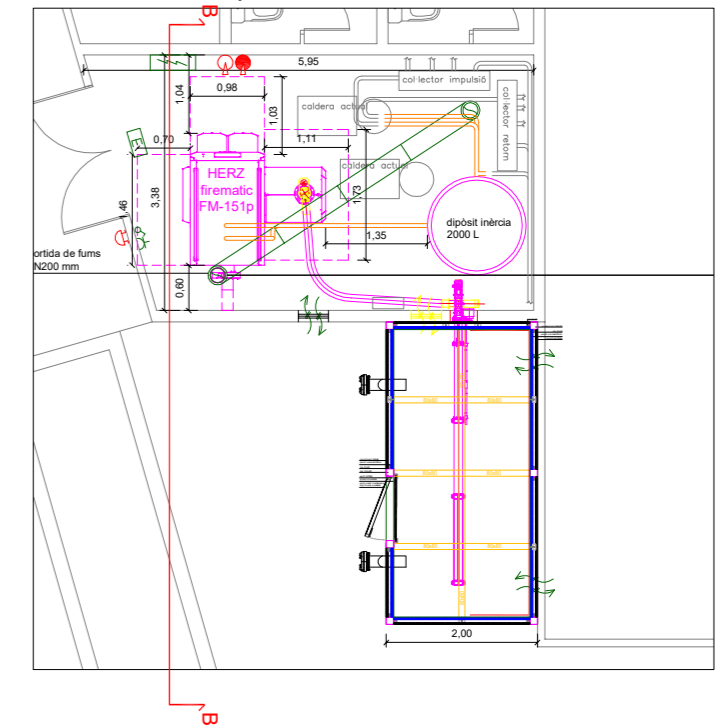 B
5,95
col·lector impulsió
1,04
0,98
1,03
caldera actual
col·lector retorn
E
0,70
1,11
HERZ
firematic
FM-151p
caldera actual
1,73
3,38
1,46
dipòsit inèrcia
2000 L
1,35
ortida de fums
N200 mm
0,60
2,00
B